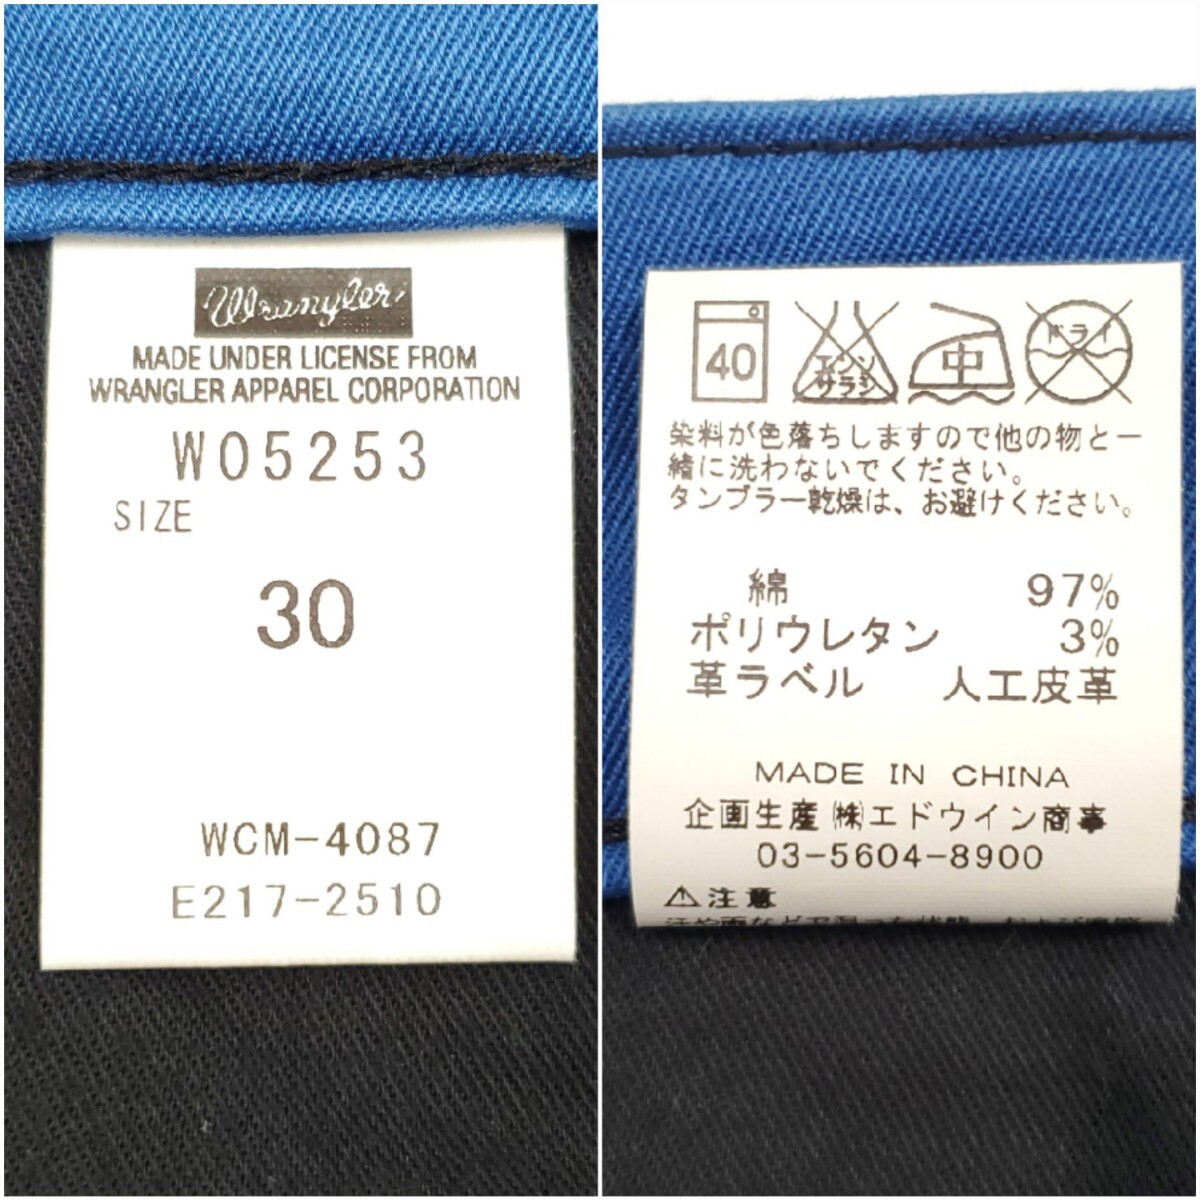 Wrangler
MADE UNDER LICENSE FROM
WRANGLER APPAREL CORPORATION
W05253
SIZE
30
WCM-4087
E217-2510
40
エンソ
サラシ
中
ドライ
染料が色落ちしますので他の物と一
緒に洗わないでください。
タンブラー乾燥は、お避けください。
綿 97%
ポリウレタン 3%
革ラベル 人工皮革
MADE IN CHINA
企画生産 ㈱エドウイン商事
03-5604-8900
⚠注意